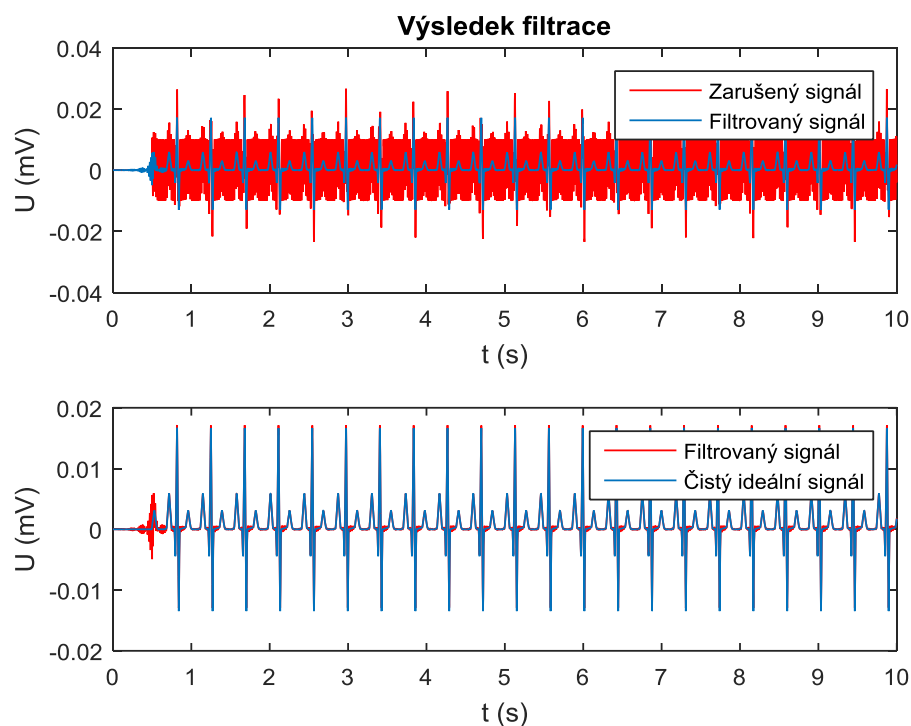 Výsledek filtrace
0.04
0.02
0
-0.02
-0.04
U (mV)
Zarušený signál
Filtrovaný signál
0 1 2 3 4 5 6 7 8 9 10
t (s)
0.02
0.01
0
-0.01
-0.02
U (mV)
Filtrovaný signál
Čistý ideální signál
0 1 2 3 4 5 6 7 8 9 10
t (s)